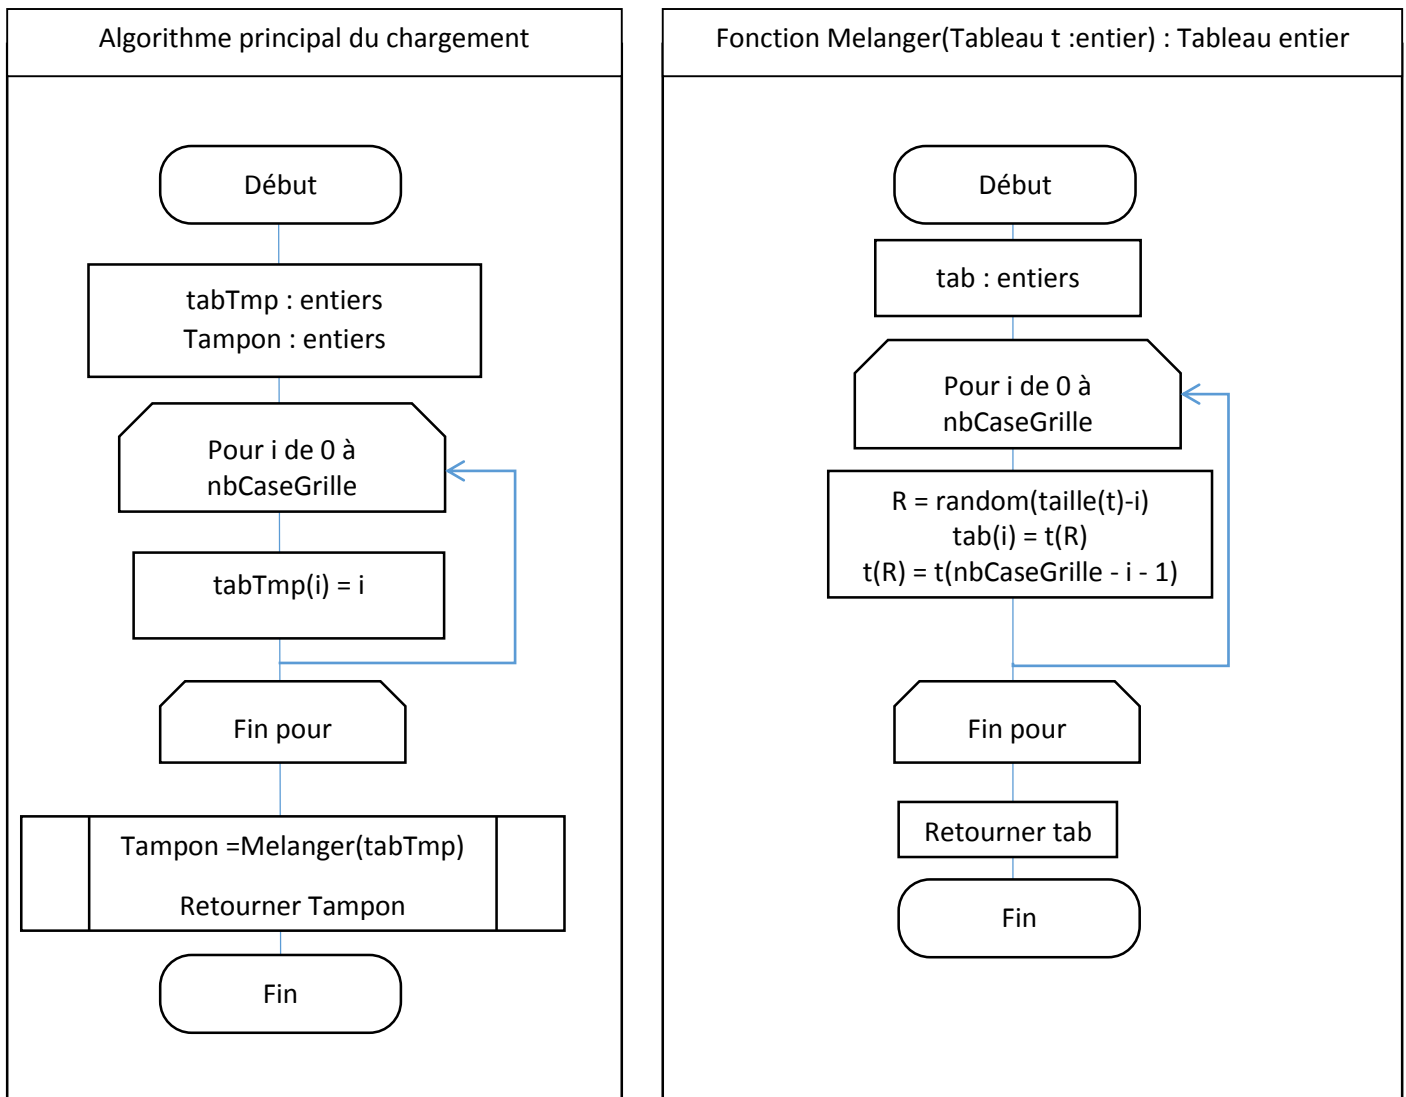 Algorithme principal du chargement
Début
tabTmp : entiers
Tampon : entiers
Pour i de 0 à
nbCaseGrille
tabTmp(i) = i
Fin pour
Tampon =Melanger(tabTmp)
Retourner Tampon
Fin
Fonction Melanger(Tableau t :entier) : Tableau entier
Début
tab : entiers
Pour i de 0 à
nbCaseGrille
R = random(taille(t)-i)
tab(i) = t(R)
t(R) = t(nbCaseGrille - i - 1)
Fin pour
Retourner tab
Fin